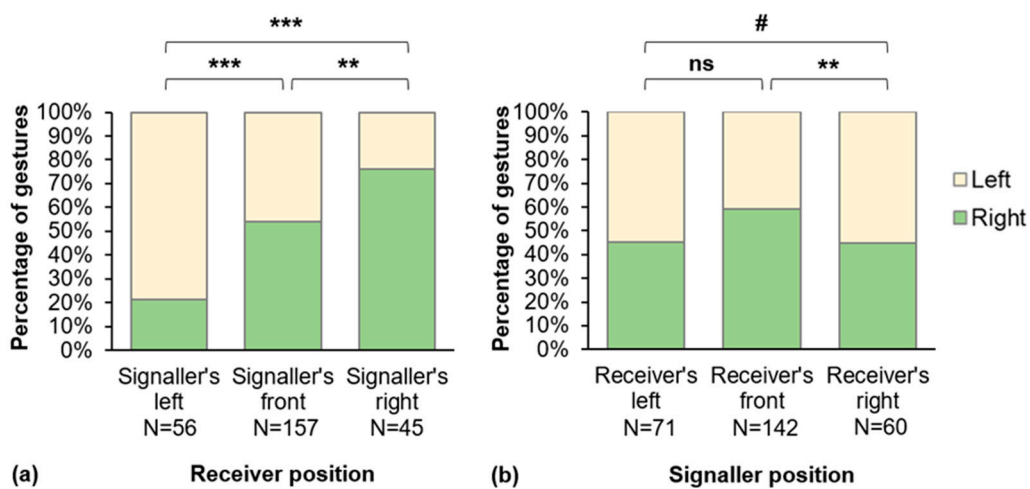 ***
***
**
Percentage of gestures
100%
90%
80%
70%
60%
50%
40%
30%
20%
10%
0%
Signaller's left N=56
Signaller's front N=157
Signaller's right N=45
(a)
Receiver position
#
ns
**
Percentage of gestures
100%
90%
80%
70%
60%
50%
40%
30%
20%
10%
0%
Receiver's left N=71
Receiver's front N=142
Receiver's right N=60
(b)
Signaller position
Left
Right